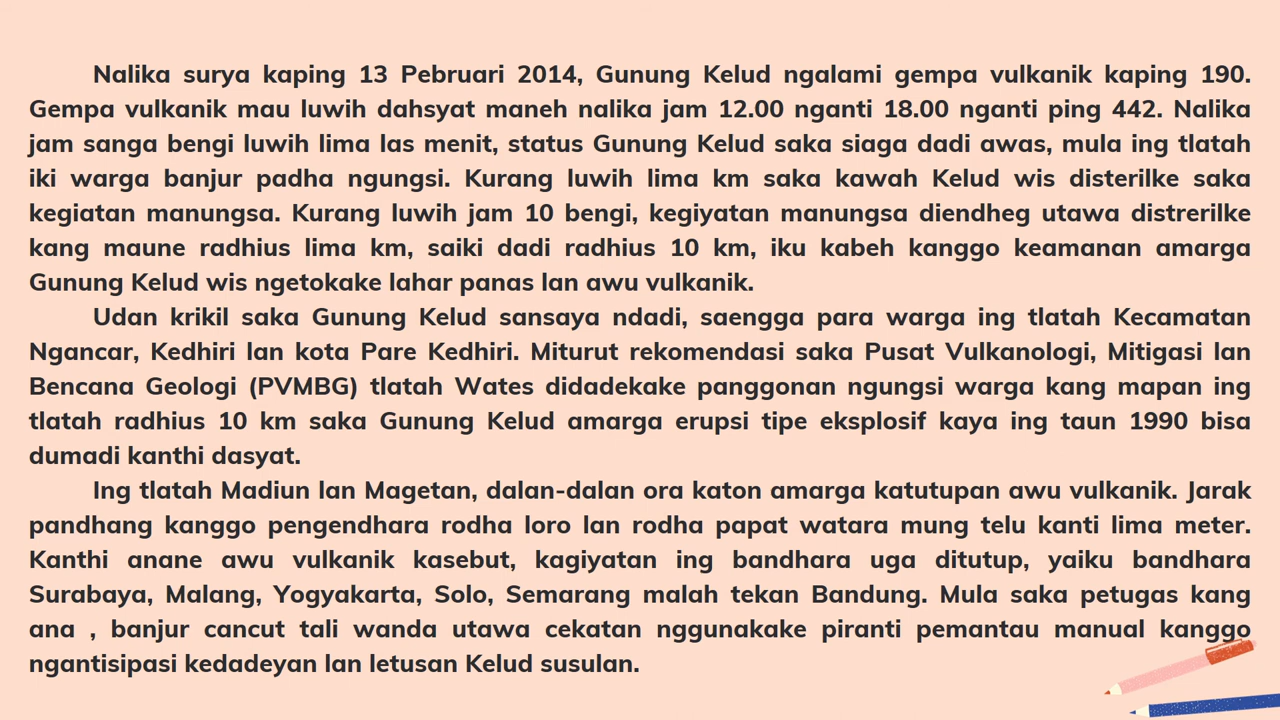 Nalika surya kaping 13 Pebruari 2014, Gunung Kelud ngalami gempa vulkanik kaping 190.
Gempa vulkanik mau luwih dahsyat maneh nalika jam 12.00 nganti 18.00 nganti ping 442. Nalika
jam sanga bengi luwih lima las menit, status Gunung Kelud saka siaga dadi awas, mula ing tlatah
iki warga banjur padha ngungsi. Kurang luwih lima km saka kawah Kelud wis disterilke saka
kegiatan manungsa. Kurang luwih jam 10 bengi, kegiyatan manungsa diendheg utawa distrerilke
kang maune radhius lima km, saiki dadi radhius 10 km, iku kabeh kanggo keamanan amarga
Gunung Kelud wis ngetokake lahar panas lan awu vulkanik.
Udan krikil saka Gunung Kelud sansaya ndadi, saengga para warga ing tlatah Kecamatan
Ngancar, Kedhiri lan kota Pare Kedhiri. Miturut rekomendasi saka Pusat Vulkanologi, Mitigasi lan
Bencana Geologi (PVMBG) tlatah Wates didadekake panggonan ngungsi warga kang mapan ing
tlatah radhius 10 km saka Gunung Kelud amarga erupsi tipe eksplosif kaya ing taun 1990 bisa
dumadi kanthi dasyat.
Ing tlatah Madiun lan Magetan, dalan-dalan ora katon amarga katutupan awu vulkanik. Jarak
pandhang kanggo pengendhara rodha loro lan rodha papat watara mung telu kanti lima meter.
Kanthi anane awu vulkanik kasebut, kagiyatan ing bandhara uga ditutup, yaiku bandhara
Surabaya, Malang, Yogyakarta, Solo, Semarang malah tekan Bandung. Mula saka petugas kang
ana , banjur cancut tali wanda utawa cekatan nggunakake piranti pemantau manual kanggo
ngantisipasi kedadeyan lan letusan Kelud susulan.